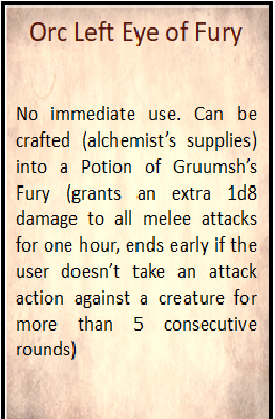 Orc Left Eye of Fury
No immediate use. Can be
crafted (alchemist's supplies)
into a Potion of Gruumsh's
Fury (grants an extra 1d8
damage to all melee attacks
for one hour, ends early if the
user doesn't take an attack
action against a creature for
more than 5 consecutive
rounds)